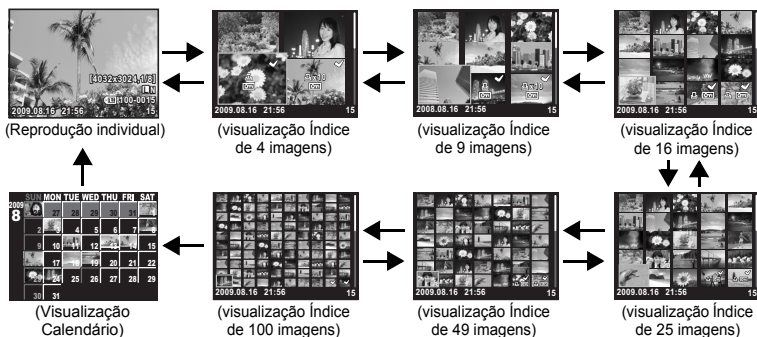 [4032x3024,1/8]
L N
100-0015
2009.08.16 21:56 15
x10
2009.08.16 21:56 15
x10
2008.08.16 21:56 15
2009.08.16 21:56 15
(Reprodução individual)
(visualização Índice
de 4 imagens)
(visualização Índice
de 9 imagens)
(visualização Índice
de 16 imagens)
2009
8
SUN MON TUE WED THU FRI SAT
27 28 29 30 31 1
2 3 4 5 6 7 8
9 10 11 12 13 14 15
17 18 19 20 21 22
24 25 26 27 28 29
30 31
2009.08.16 21:56 15
2009.08.16 21:56 15
2009.08.16 21:56 15
(Visualização
Calendário)
(visualização Índice
de 100 imagens)
(visualização Índice
de 49 imagens)
(visualização Índice
de 25 imagens)